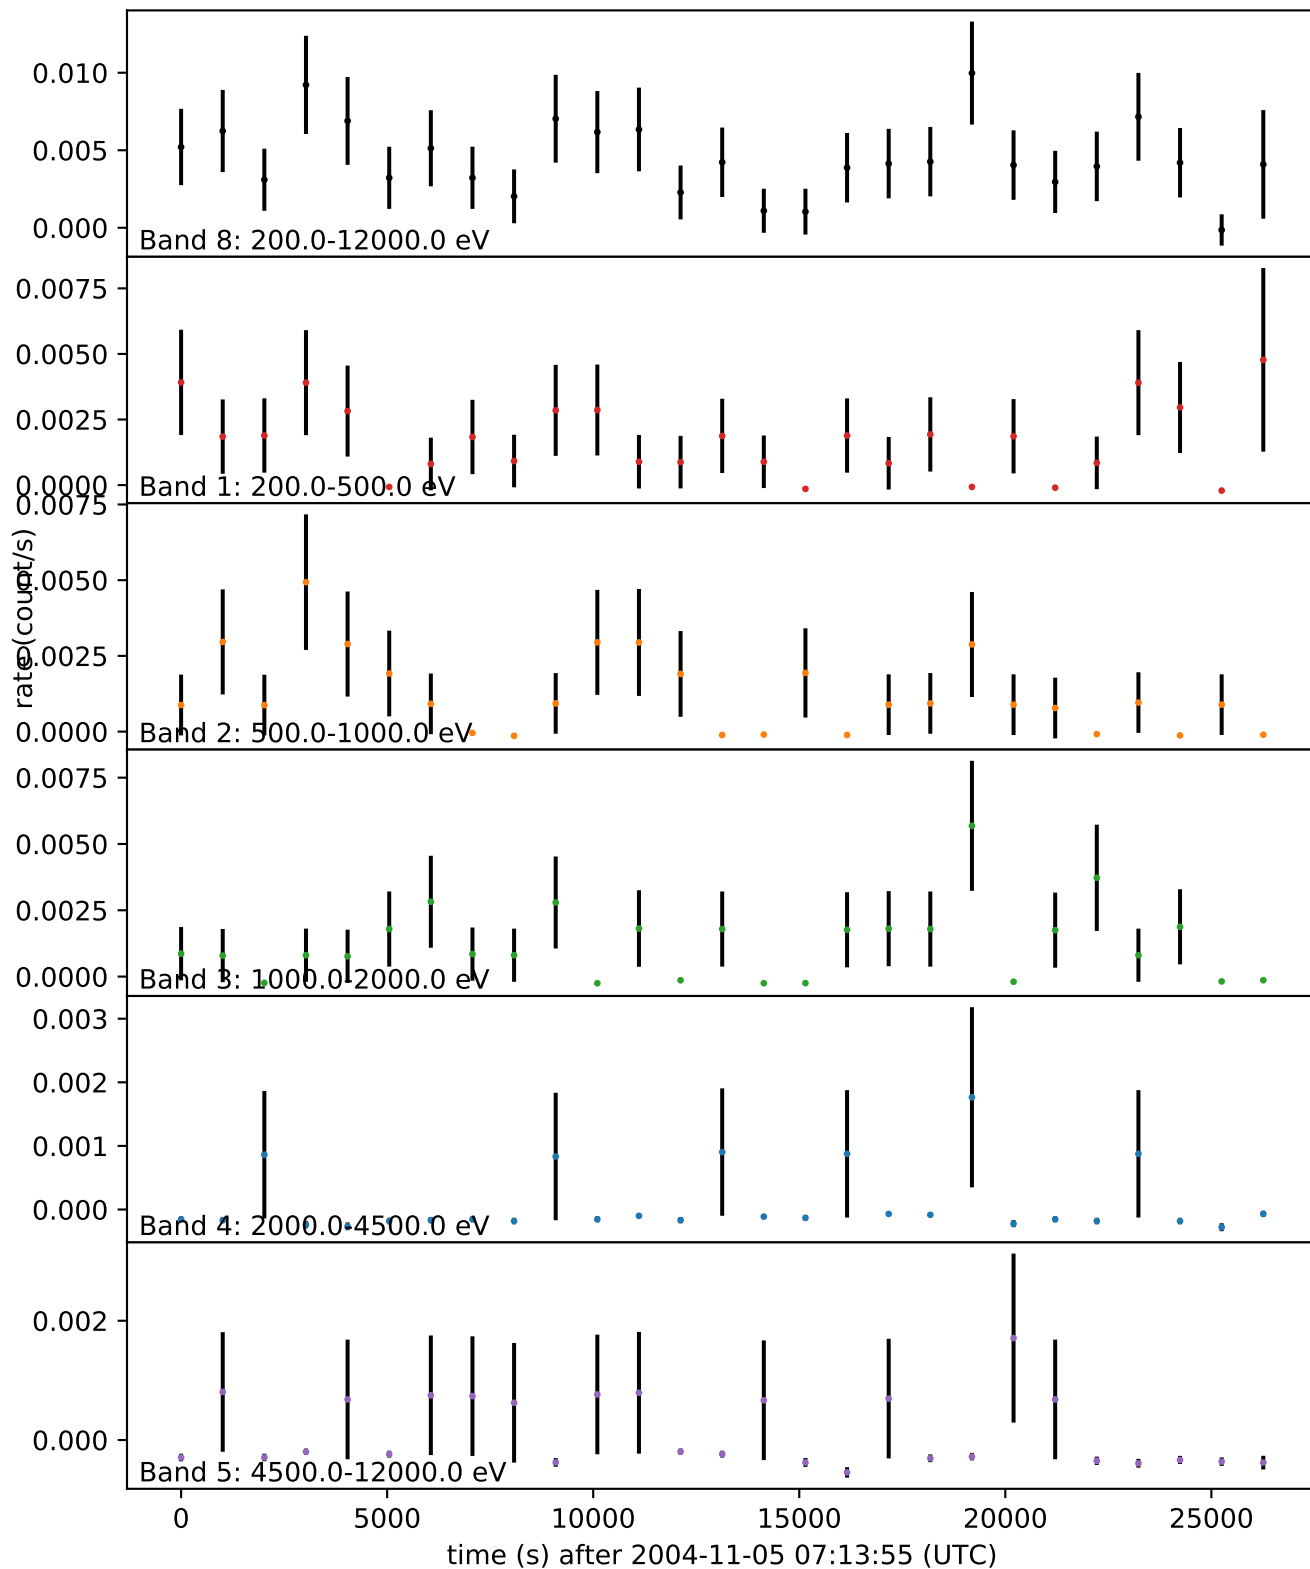 0.010
0.005
0.000
Band 8: 200.0-12000.0 eV
0.0075
0.0050
0.0025
0.0000
Band 1: 200.0-500.0 eV
0.0075
0.0050
0.0025
0.0000
Band 2: 500.0-1000.0 eV
rate (count/s)
0.0075
0.0050
0.0025
0.0000
Band 3: 1000.0-2000.0 eV
0.003
0.002
0.001
0.000
Band 4: 2000.0-4500.0 eV
0.002
0.000
Band 5: 4500.0-12000.0 eV
0 5000 10000 15000 20000 25000
time (s) after 2004-11-05 07:13:55 (UTC)